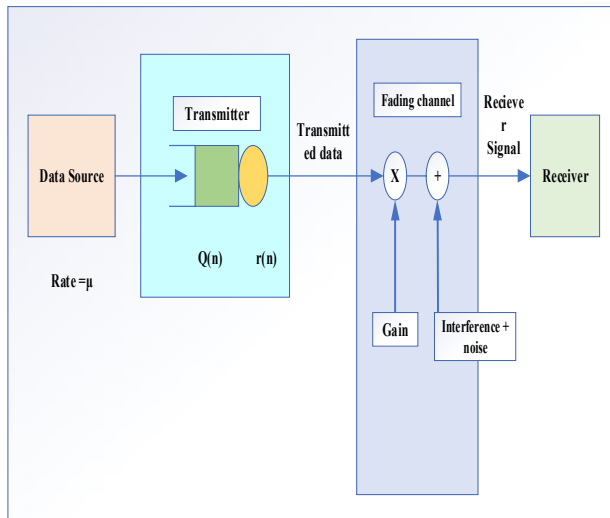 Data Source
Rate =μ
Transmitter
Q(n)
r(n)
Transmitt
ed data
Fading channel
X
+
Gain
Interference +
noise
Recieve
r
Signal
Receiver